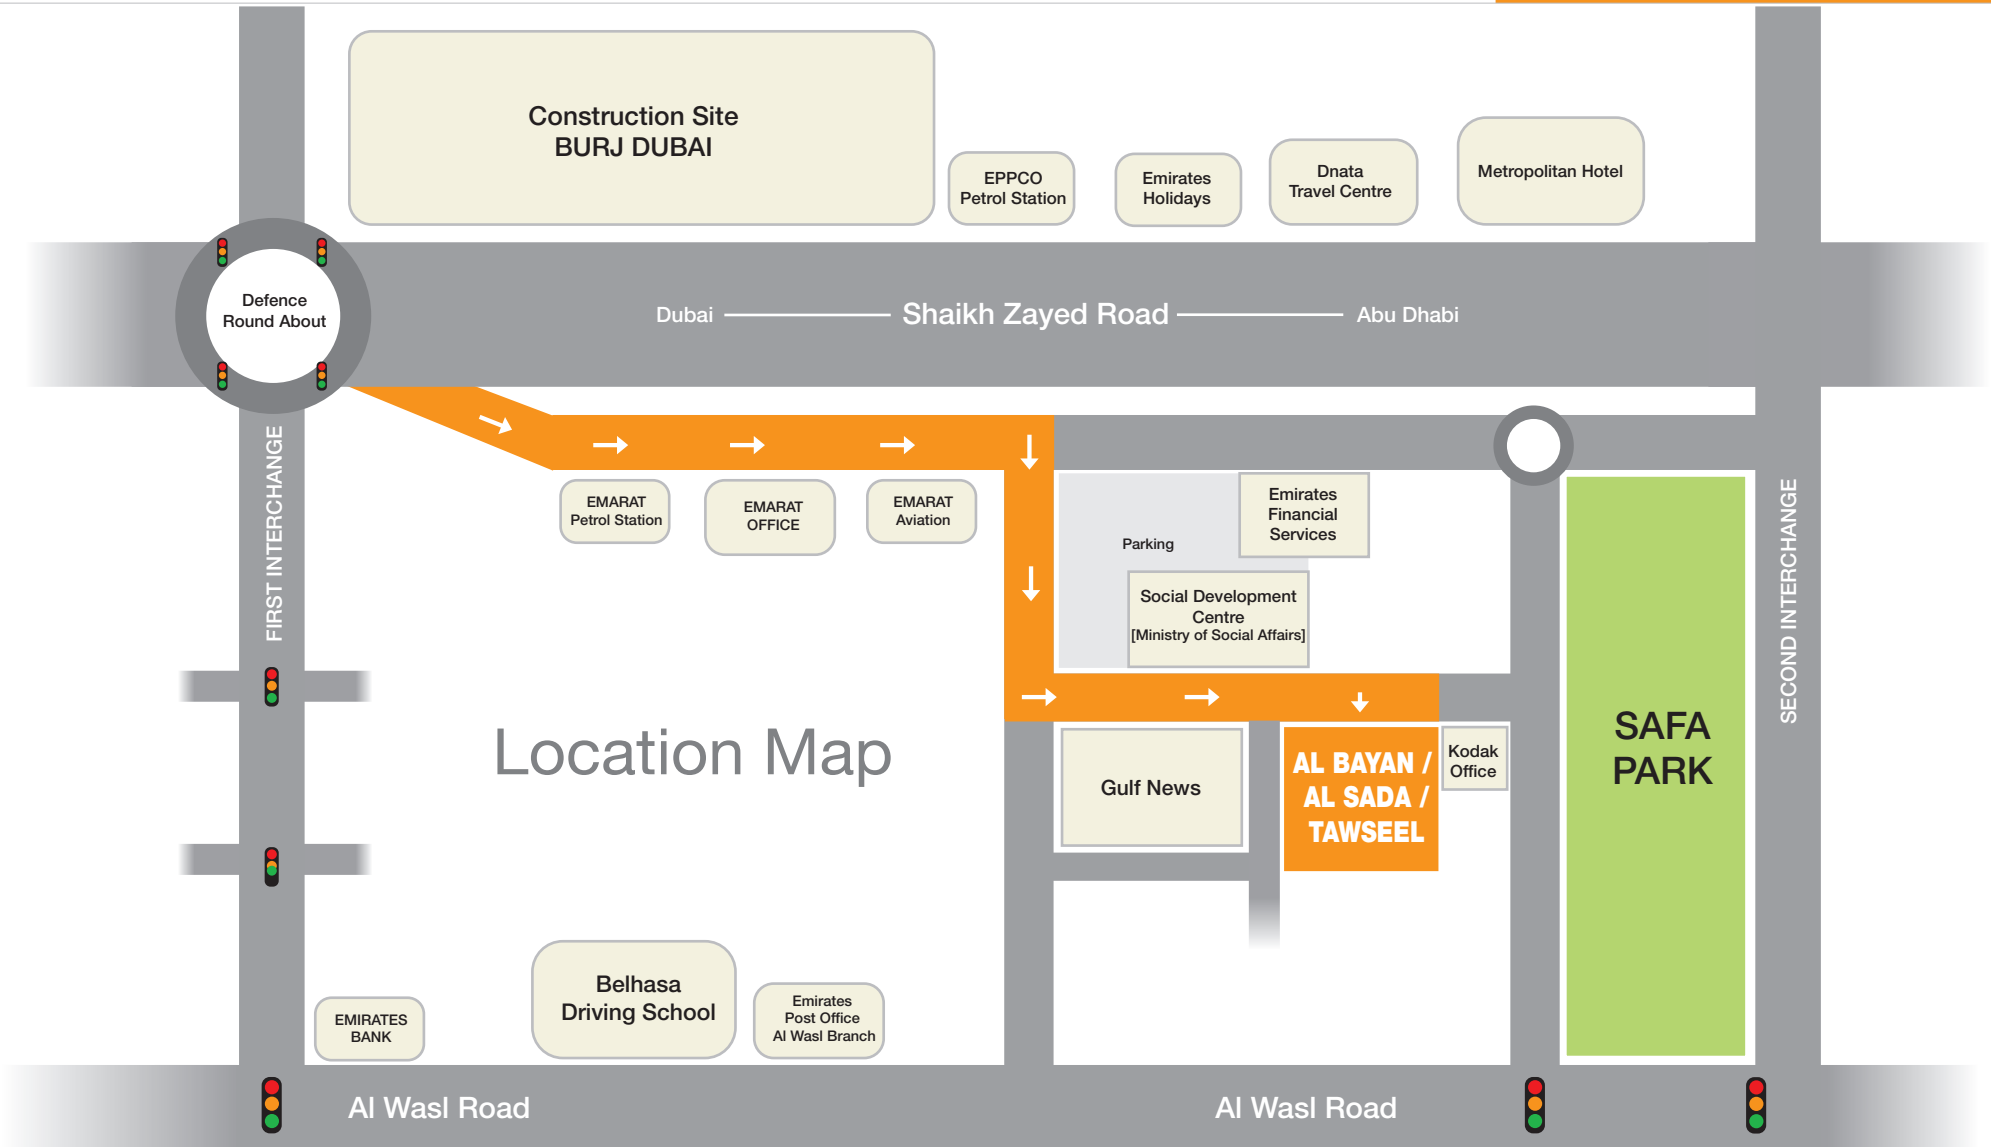 Construction Site
BURJ DUBAI
EPPCO
Petrol Station
Emirates
Holidays
Dnata
Travel Centre
Metropolitan Hotel
Defence
Round About
Dubai
Shaikh Zayed Road
Abu Dhabi
FIRST INTERCHANGE
EMARAT
Petrol Station
EMARAT
OFFICE
EMARAT
Aviation
Parking
Emirates
Financial
Services
Social Development
Centre
[Ministry of Social Affairs]
SECOND INTERCHANGE
SAFA
PARK
Location Map
Gulf News
AL BAYAN /
AL SADA /
TAWSEEL
Kodak
Office
EMIRATES
BANK
Belhasa
Driving School
Emirates
Post Office
Al Wasl Branch
Al Wasl Road
Al Wasl Road